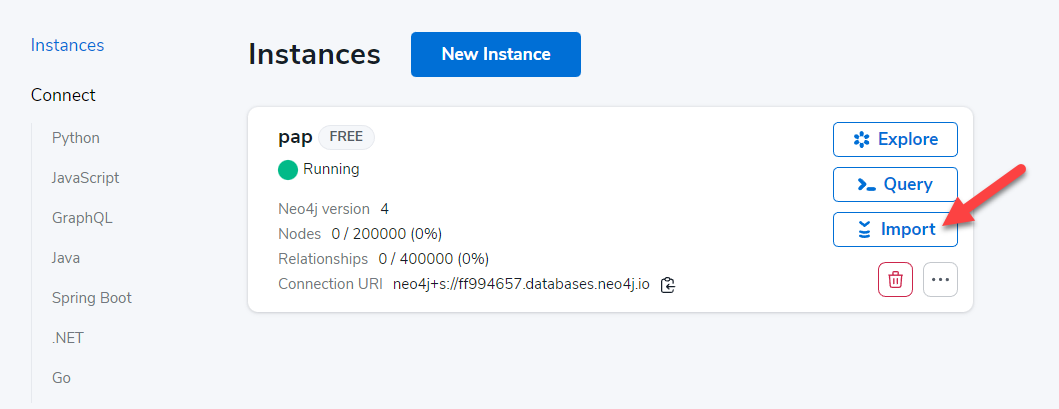 Instances
Connect
Python
JavaScript
GraphQL
Java
Spring Boot
.NET
Go
Instances
New Instance
pap FREE
Running
Neo4j version 4
Nodes 0 / 200000 (0%)
Relationships 0 / 400000 (0%)
Connection URI neo4j+s://ff994657.databases.neo4j.io
Explore
Query
Import